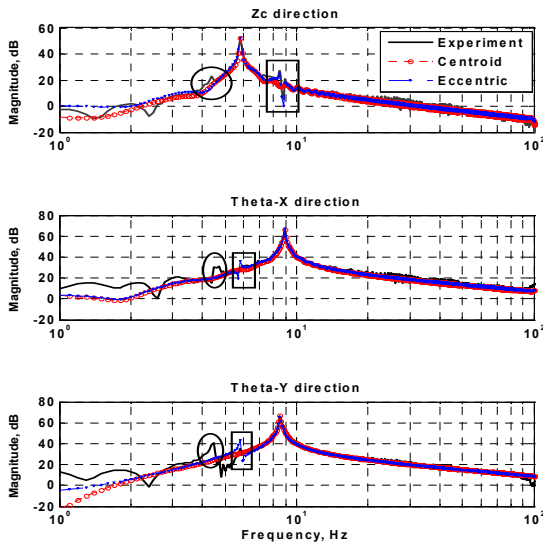 Zc direction
Magnitude, dB
60
40
20
0
-20
Experiment
Centroid
Eccentric
10^0
10^1
10^2
Theta-X direction
Magnitude, dB
80
60
40
20
0
-20
10^0
10^1
10^2
Theta-Y direction
Magnitude, dB
80
60
40
20
0
-20
10^0
10^1
10^2
Frequency, Hz